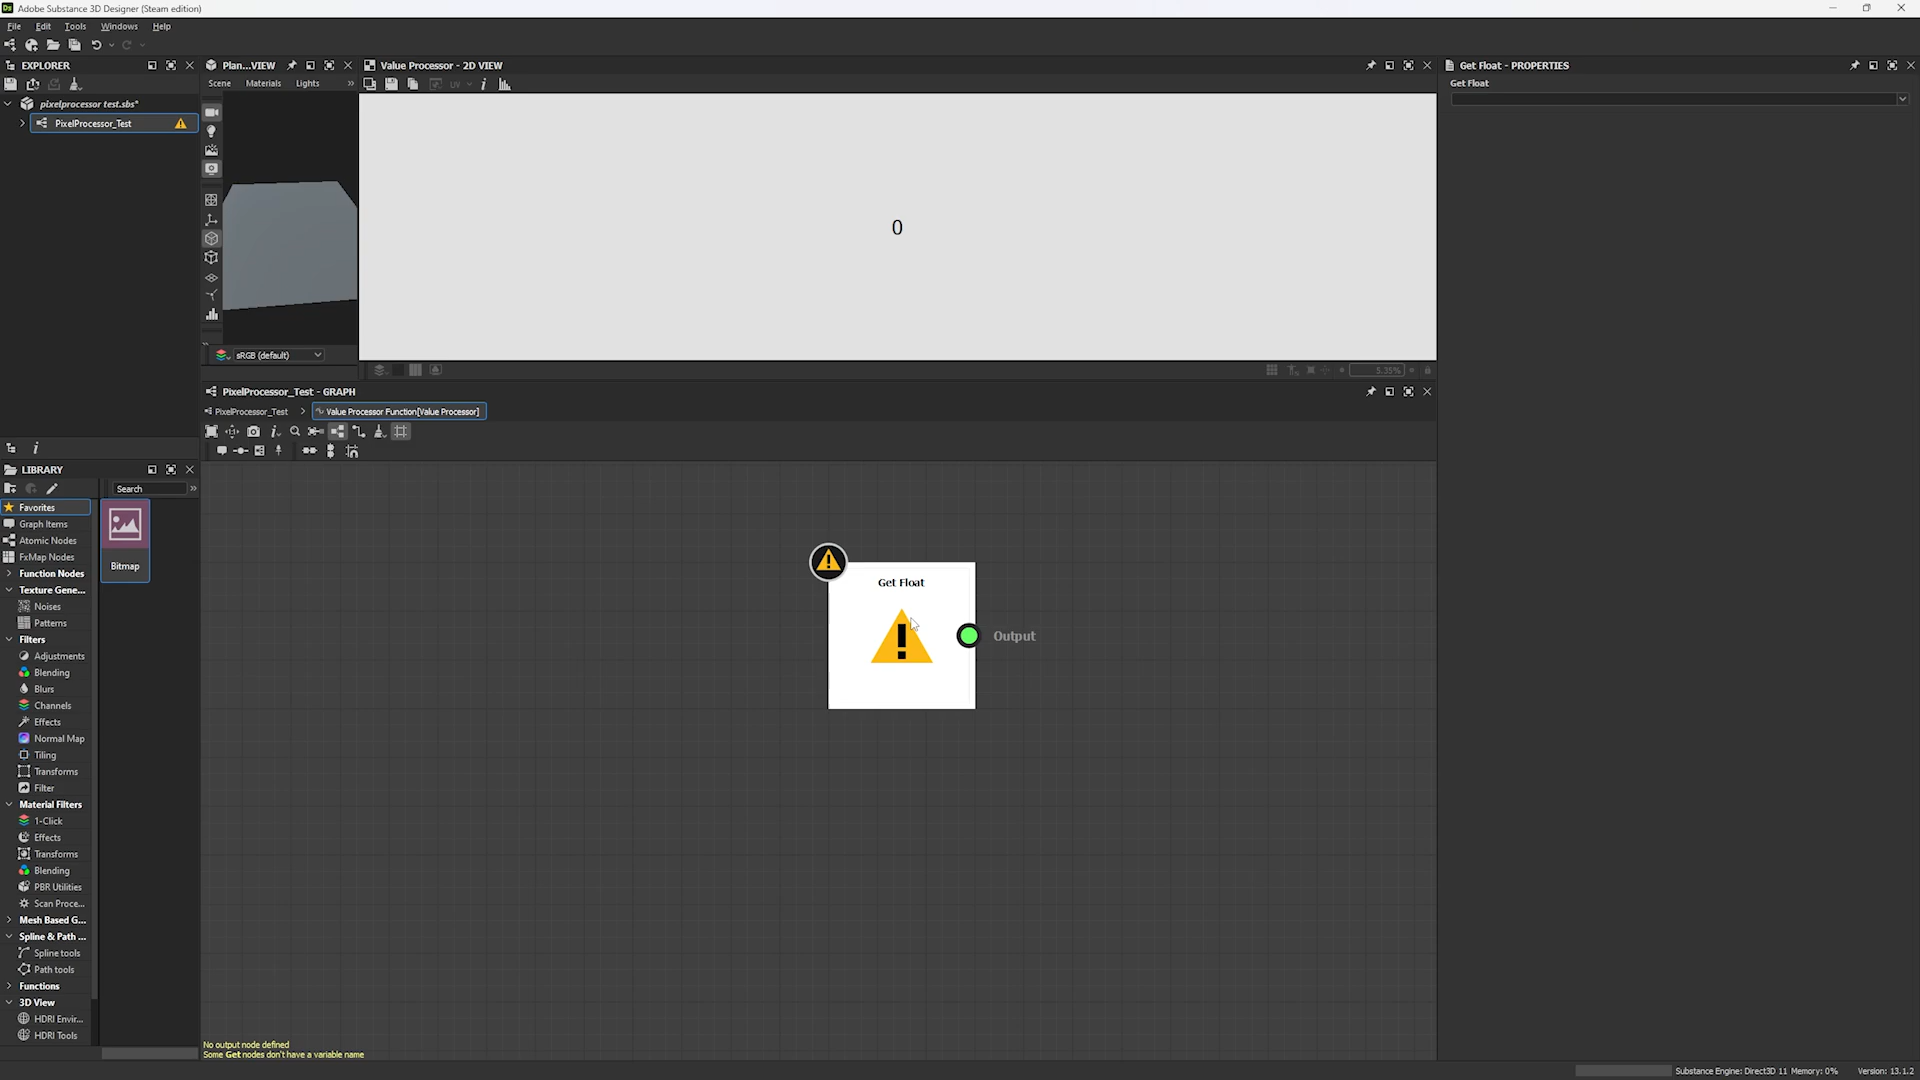 Adobe Substance 3D Designer (Steam edition)
File Edit Tools Windows Help
EXPLORER
pixelprocessor test.sbs*
PixelProcessor_Test
Plan...VIEW
Scene Materials Lights »
sRGB (default)
Value Processor - 2D VIEW
UV
0
5.35%
Get Float - PROPERTIES
Get Float
PixelProcessor_Test - GRAPH
PixelProcessor_Test > Value Processor Function[Value Processor]
Get Float
Output
No output node defined
Some Get nodes don't have a variable name
LIBRARY
Search »
Favorites
Graph Items
Atomic Nodes
FxMap Nodes
Function Nodes
Texture Gene...
Noises
Patterns
Filters
Adjustments
Blending
Blurs
Channels
Effects
Normal Map
Tiling
Transforms
Filter
Material Filters
1-Click
Effects
Transforms
Blending
PBR Utilities
Scan Proce...
Mesh Based G...
Spline & Path ...
Spline tools
Path tools
Functions
3D View
HDRI Envir...
HDRI Tools
Bitmap
Substance Engine: Direct3D 11 Memory: 0% Version: 13.1.2